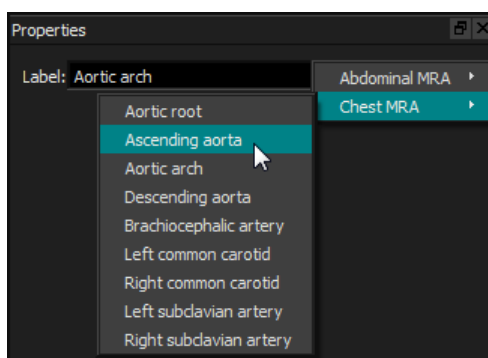 Properties
Label: Aortic arch
Abdominal MRA
Chest MRA
Aortic root
Ascending aorta
Aortic arch
Descending aorta
Brachiocephalic artery
Left common carotid
Right common carotid
Left subclavian artery
Right subclavian artery